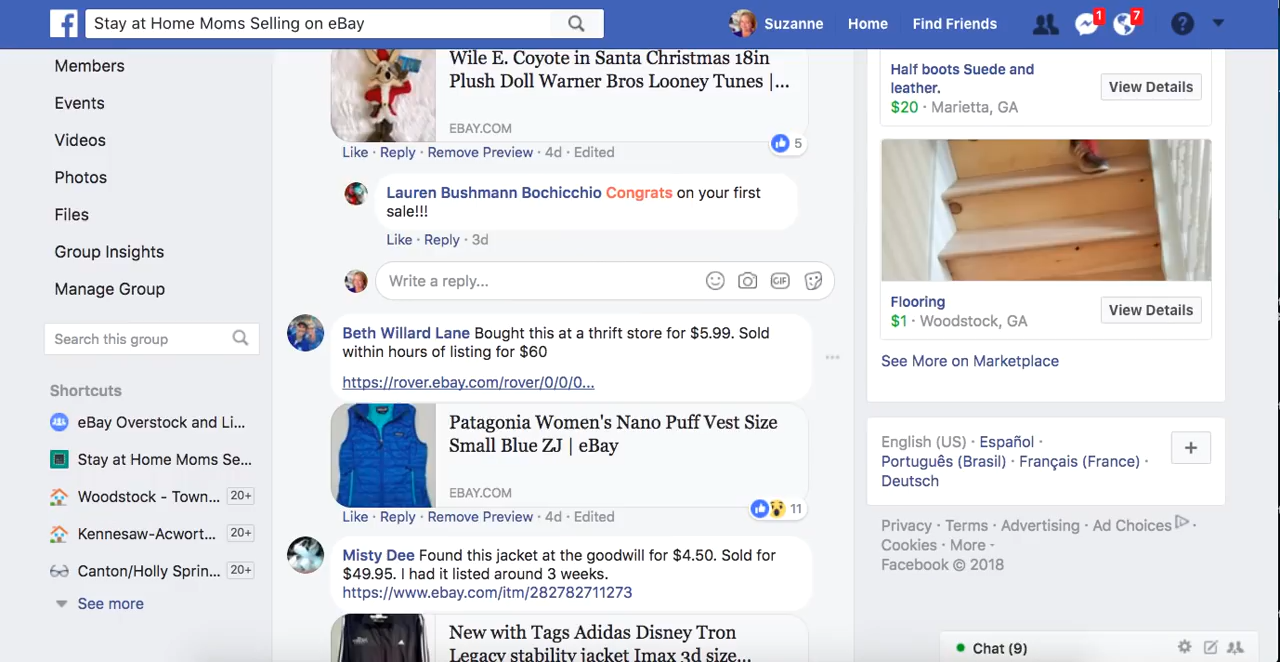 f
Stay at Home Moms Selling on eBay
Suzanne
Home
Find Friends
1
7
?
Members
Events
Videos
Photos
Files
Group Insights
Manage Group
Search this group
Shortcuts
eBay Overstock and Li...
Stay at Home Moms Se...
Woodstock - Town... 20+
Kennesaw-Acwort... 20+
Canton/Holly Sprin... 20+
See more
Wile E. Coyote in Santa Christmas 18in
Plush Doll Warner Bros Looney Tunes |...
EBAY.COM
Like · Reply · Remove Preview · 4d · Edited
5
Lauren Bushmann Bochicchio Congrats on your first
sale!!!
Like · Reply · 3d
Write a reply...
GIF
Beth Willard Lane Bought this at a thrift store for $5.99. Sold
within hours of listing for $60
https://rover.ebay.com/rover/0/0/0...
Patagonia Women's Nano Puff Vest Size
Small Blue ZJ | eBay
EBAY.COM
Like · Reply · Remove Preview · 4d · Edited
11
Misty Dee Found this jacket at the goodwill for $4.50. Sold for
$49.95. I had it listed around 3 weeks.
https://www.ebay.com/itm/282782711273
New with Tags Adidas Disney Tron
Legacy stability jacket Imax 3d size...
Half boots Suede and
leather.
$20 · Marietta, GA
View Details
Flooring
$1 · Woodstock, GA
View Details
See More on Marketplace
English (US) · Español ·
Português (Brasil) · Français (France) ·
Deutsch
+
Privacy · Terms · Advertising · Ad Choices ·
Cookies · More ·
Facebook © 2018
Chat (9)